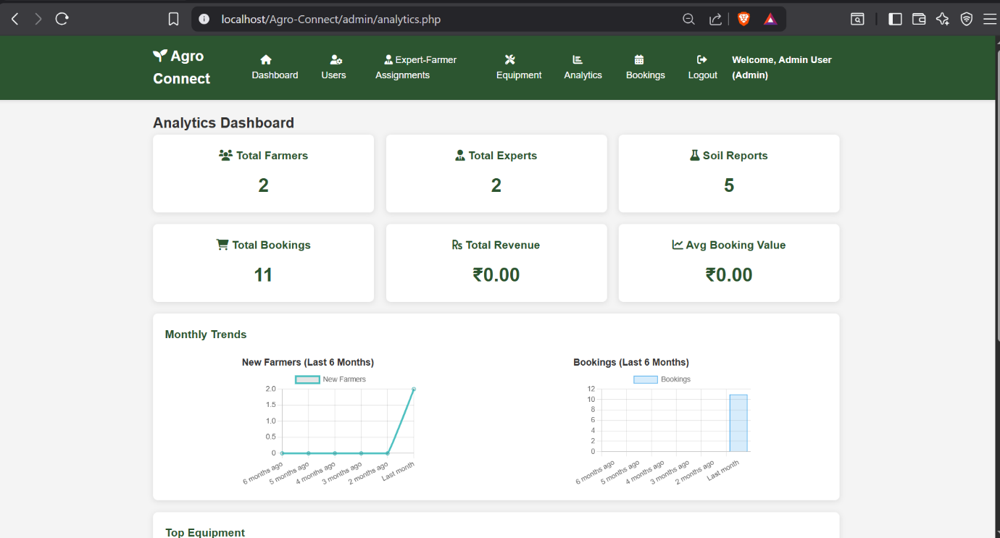 localhost/Agro-Connect/admin/analytics.php
Agro Connect
Dashboard
Users
Expert-Farmer Assignments
Equipment
Analytics
Bookings
Logout
Welcome, Admin User (Admin)
Analytics Dashboard
Total Farmers
2
Total Experts
2
Soil Reports
5
Total Bookings
11
₨ Total Revenue
₹0.00
Avg Booking Value
₹0.00
Monthly Trends
New Farmers (Last 6 Months)
New Farmers
2.0
1.5
1.0
0.5
0
6 months ago
5 months ago
4 months ago
3 months ago
2 months ago
Last month
Bookings (Last 6 Months)
Bookings
12
10
8
6
4
2
0
6 months ago
5 months ago
4 months ago
3 months ago
2 months ago
Last month
Top Equipment